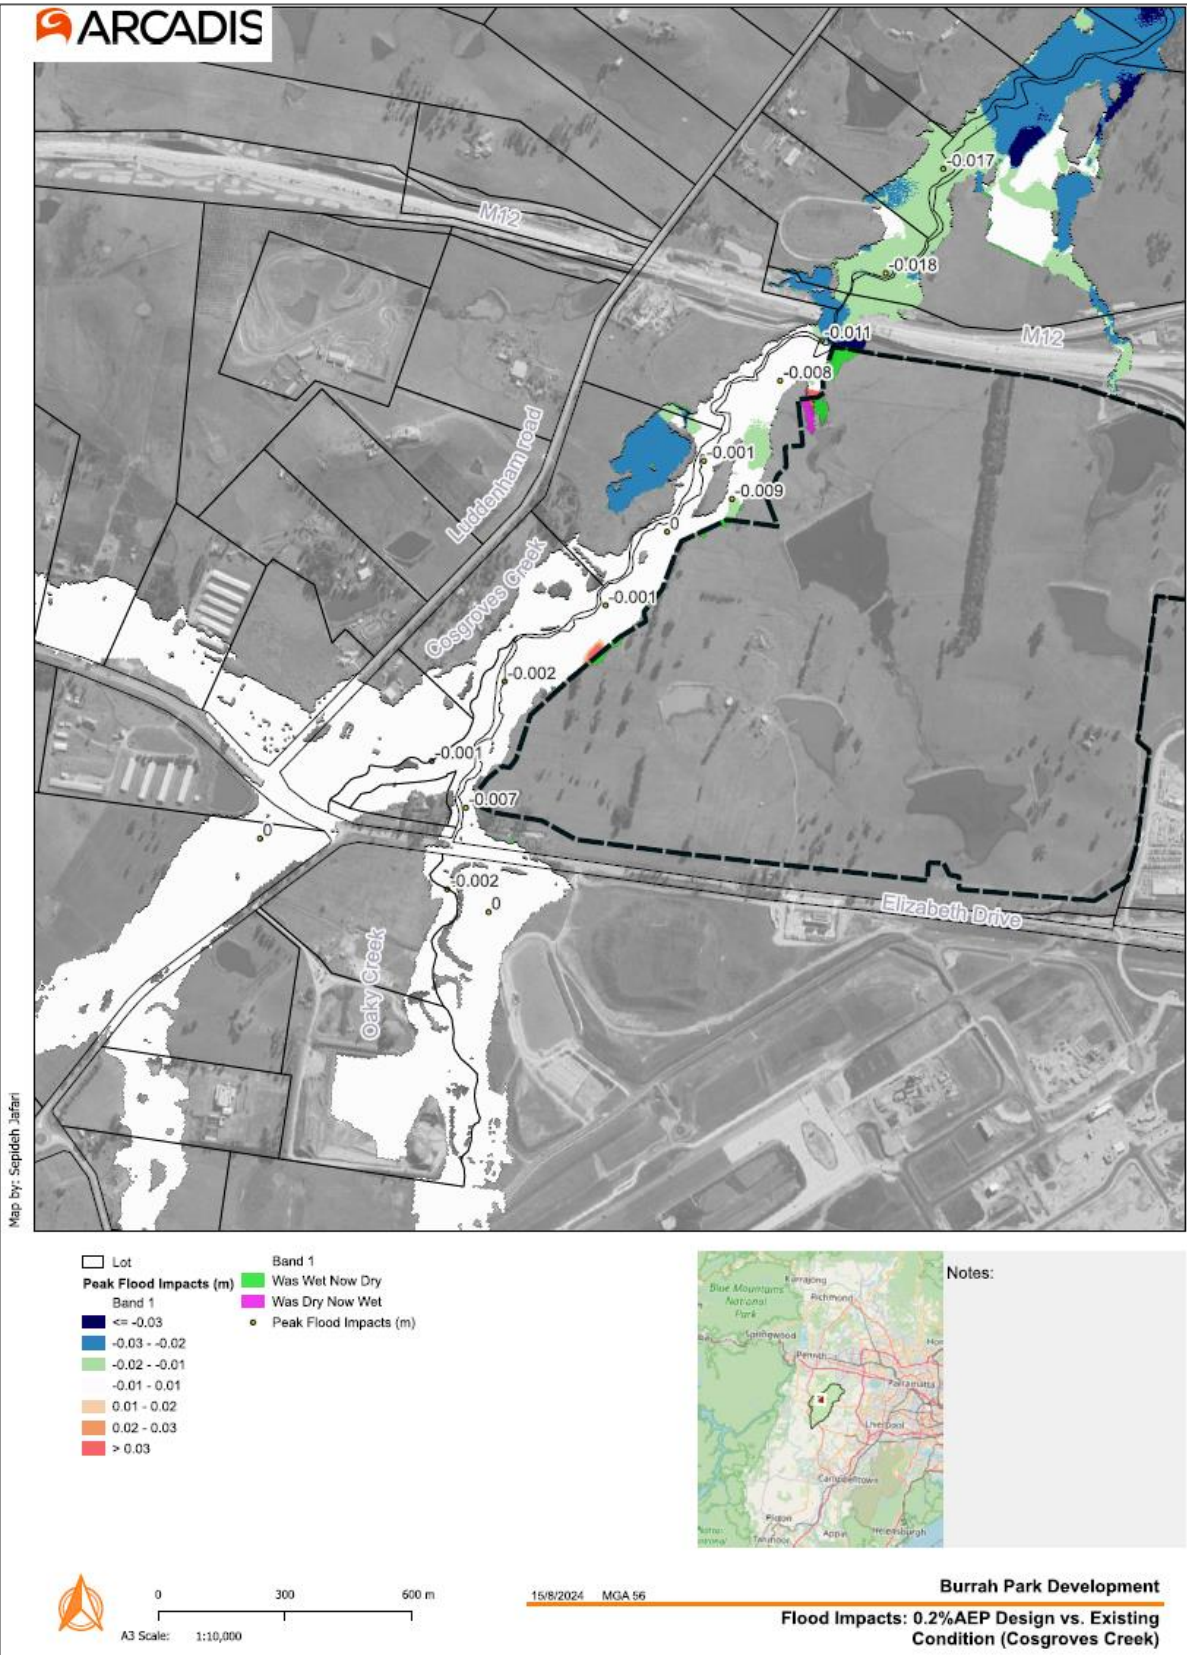 ARCADIS
-0.017
M12
-0.018
M12
-0.011
-0.008
Luddenham road
-0.001
-0.009
0
Cosgroves Creek
-0.001
-0.002
-0.001
-0.007
0
-0.002
0
Elizabeth Drive
Oaky Creek
Map by: Sepideh Jafari
Lot
Peak Flood Impacts (m)
Band 1
<= -0.03
-0.03 - -0.02
-0.02 - -0.01
-0.01 - 0.01
0.01 - 0.02
0.02 - 0.03
> 0.03
Band 1
Was Wet Now Dry
Was Dry Now Wet
Peak Flood Impacts (m)
Kurrajong
Blue Mountains
National
Park
Richmond
Springwood
Penrith
Parramatta
Liverpool
Campbelltown
Picton
Tahmoor
Appin
Helensburgh
Notes:
0 300 600 m
A3 Scale: 1:10,000
15/8/2024 MGA 56
Burrah Park Development
Flood Impacts: 0.2%AEP Design vs. Existing
Condition (Cosgroves Creek)